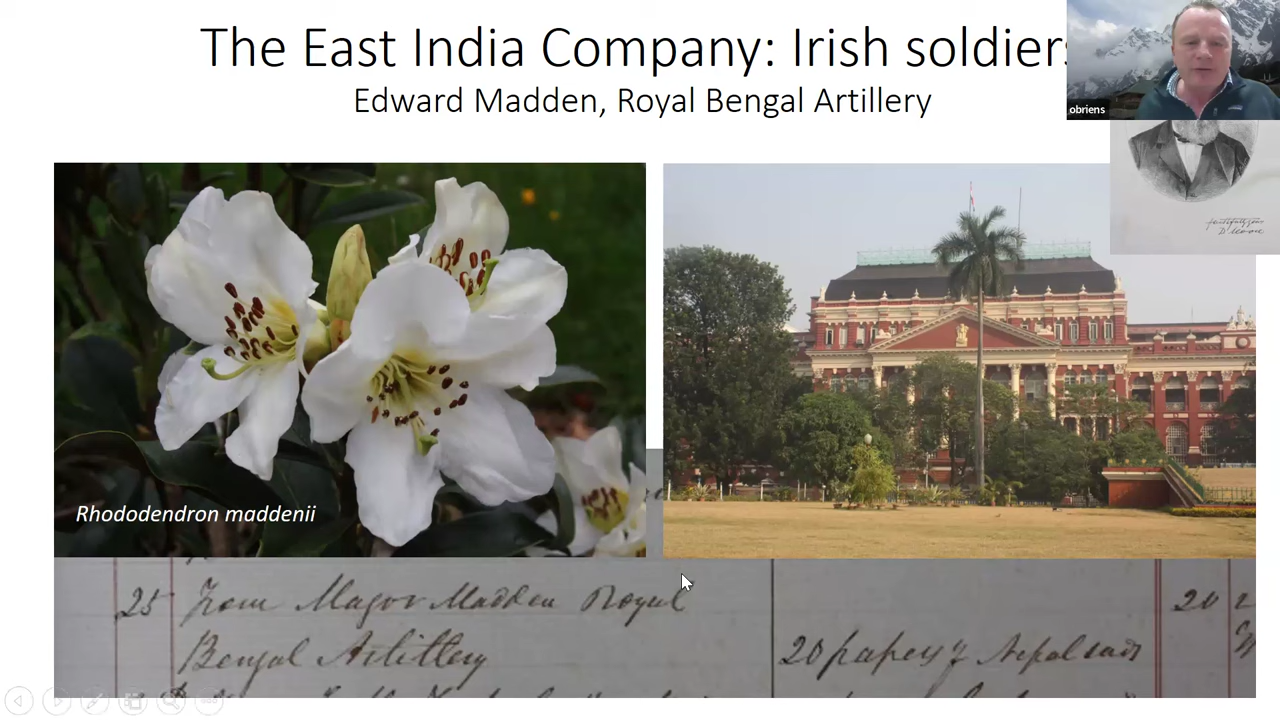 The East India Company: Irish soldiers
Edward Madden, Royal Bengal Artillery
obriens
Rhododendron maddenii
25 From Major Madden Royal
Bengal Artillery 20 papers of Nepal 20